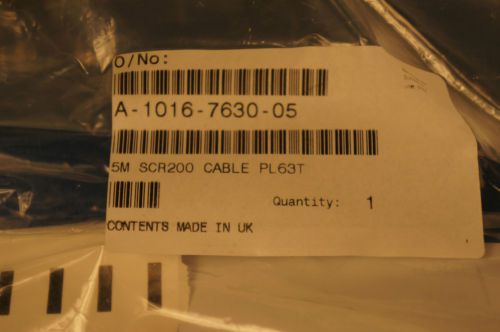 O/No:
A-1016-7630-05
5M SCR200 CABLE PL63T
Quantity: 1
CONTENTS MADE IN UK